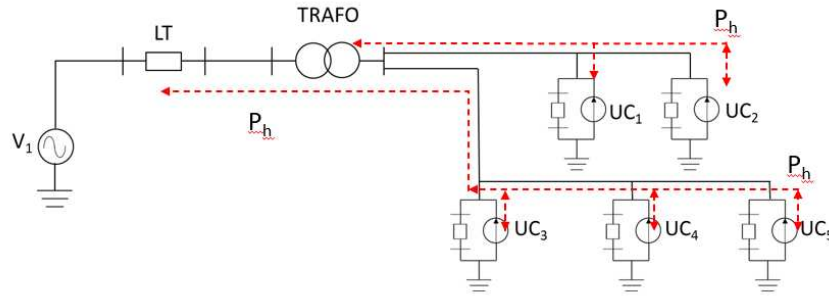 TRAFO
LT
P_h
V₁
P_h
UC₁
UC₂
P_h
UC₃
UC₄
UC₅